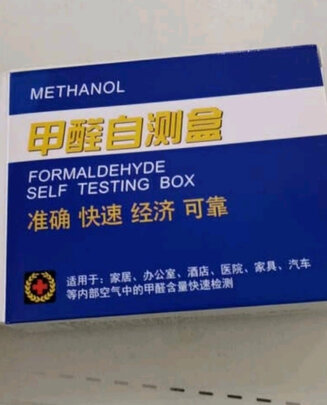 METHANOL
甲醛自测盒
FORMALDEHYDE
SELF TESTING BOX
准确 快速 经济 可靠
适用于：家居、办公室、酒店、医院、家具、汽车
等内部空气中的甲醛含量快速检测